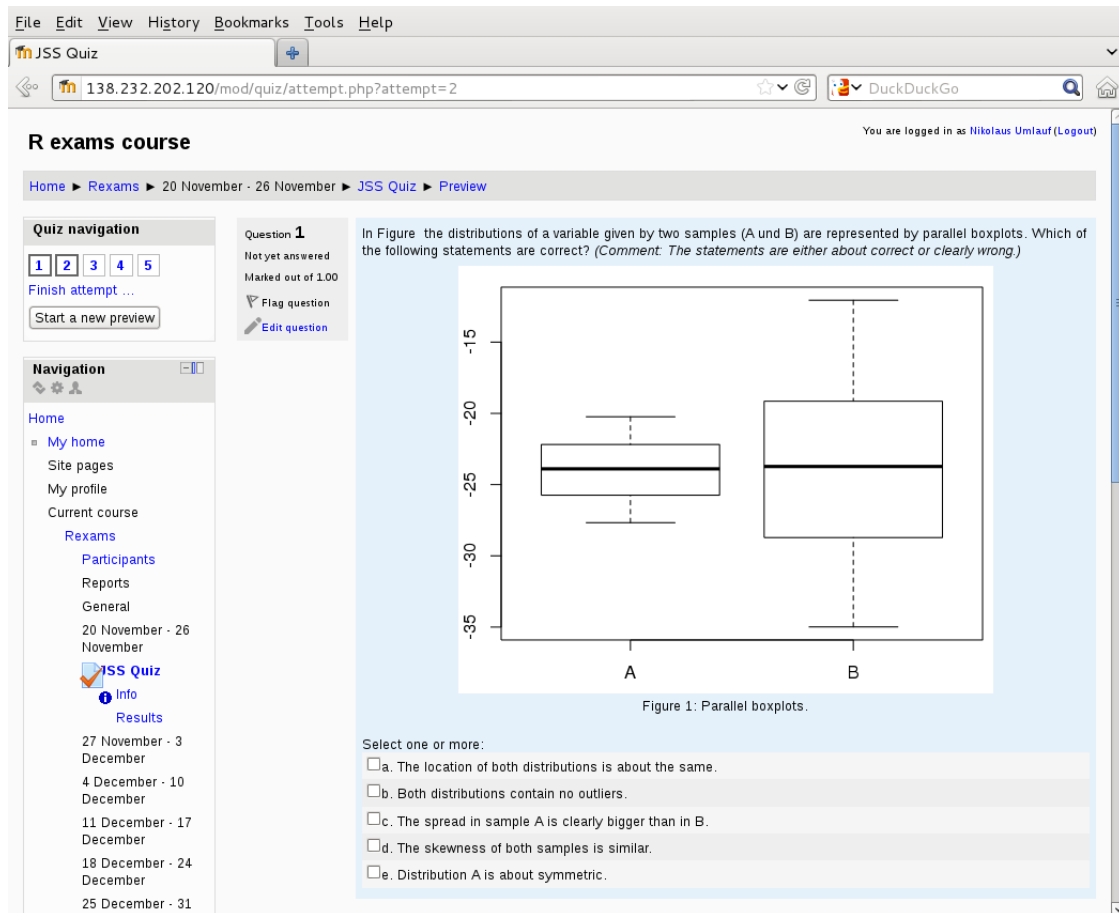 File Edit View History Bookmarks Tools Help
JSS Quiz
138.232.202.120/mod/quiz/attempt.php?attempt=2
DuckDuckGo
R exams course
You are logged in as Nikolaus Umlauf (Logout)
Home ► Rexams ► 20 November - 26 November ► JSS Quiz ► Preview
Quiz navigation
1 2 3 4 5
Finish attempt ...
Start a new preview
Navigation
Home
My home
Site pages
My profile
Current course
Rexams
Participants
Reports
General
20 November - 26
November
JSS Quiz
Info
Results
27 November - 3
December
4 December - 10
December
11 December - 17
December
18 December - 24
December
25 December - 31
Question 1
Not yet answered
Marked out of 1.00
Flag question
Edit question
In Figure the distributions of a variable given by two samples (A und B) are represented by parallel boxplots. Which of
the following statements are correct? (Comment: The statements are either about correct or clearly wrong.)
-15
-20
-25
-30
-35
A B
Figure 1: Parallel boxplots.
Select one or more:
a. The location of both distributions is about the same.
b. Both distributions contain no outliers.
c. The spread in sample A is clearly bigger than in B.
d. The skewness of both samples is similar.
e. Distribution A is about symmetric.